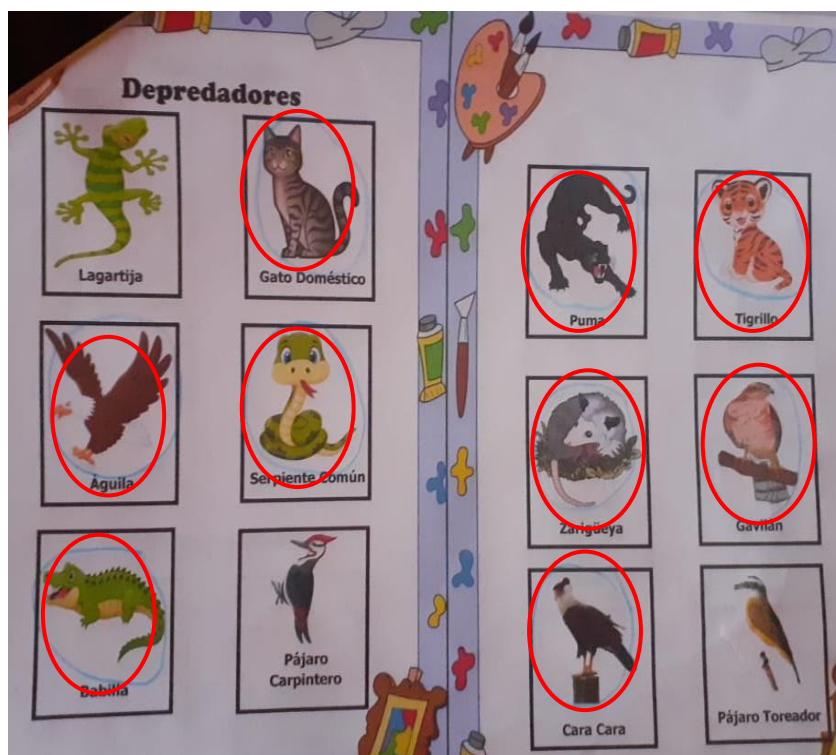 Depredadores
Lagartija
Gato Doméstico
Águila
Serpiente Común
Babilla
Pájaro
Carpintero
Puma
Tigrillo
Zarigüeya
Gavilán
Cara Cara
Pájaro Toreador